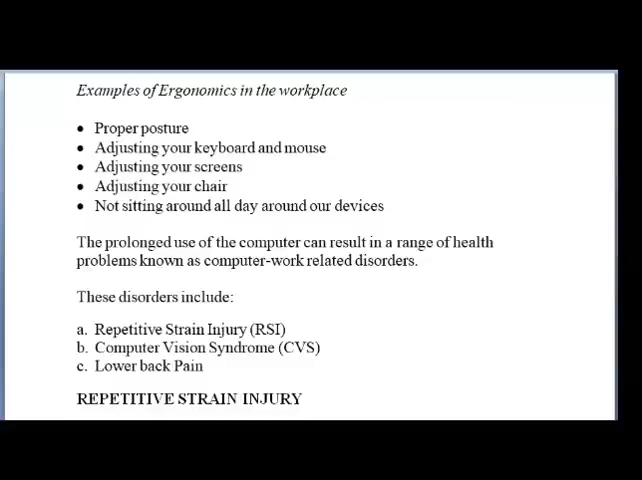 Examples of Ergonomics in the workplace
• Proper posture
• Adjusting your keyboard and mouse
• Adjusting your screens
• Adjusting your chair
• Not sitting around all day around our devices
The prolonged use of the computer can result in a range of health
problems known as computer-work related disorders.
These disorders include:
a. Repetitive Strain Injury (RSI)
b. Computer Vision Syndrome (CVS)
c. Lower back Pain
REPETITIVE STRAIN INJURY